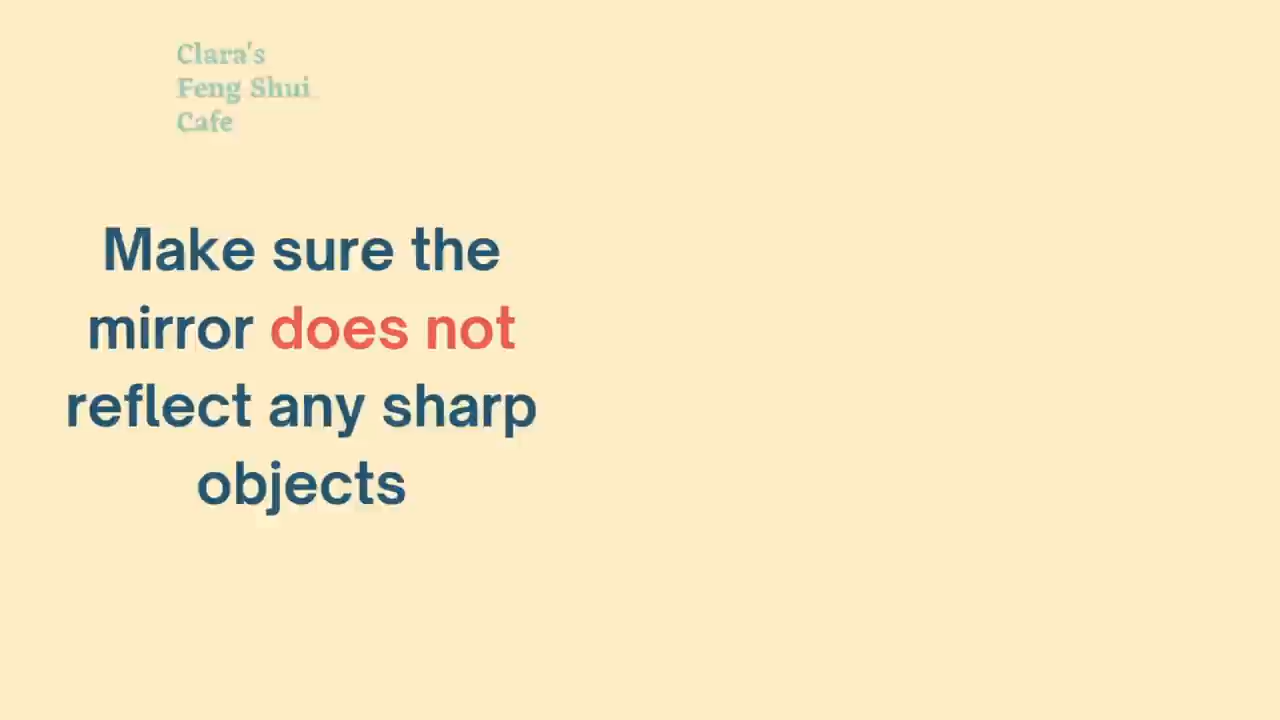 Clara's
Feng Shui
Cafe
Make sure the
mirror does not
reflect any sharp
objects